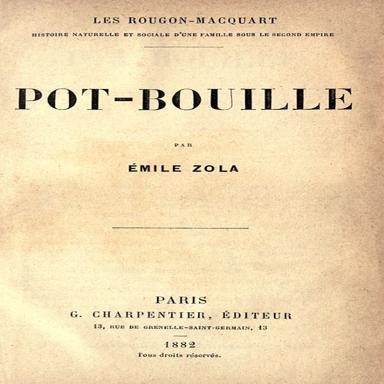 LES ROUGON-MACQUART
HISTOIRE NATURELLE ET SOCIALE D'UNE FAMILLE SOUS LE SECOND EMPIRE
POT-BOUILLE
PAR
ÉMILE ZOLA
PARIS
G. CHARPENTIER, ÉDITEUR
13, RUE DE GRENELLE-SAINT-GERMAIN, 13
1882
Tous droits réservés.